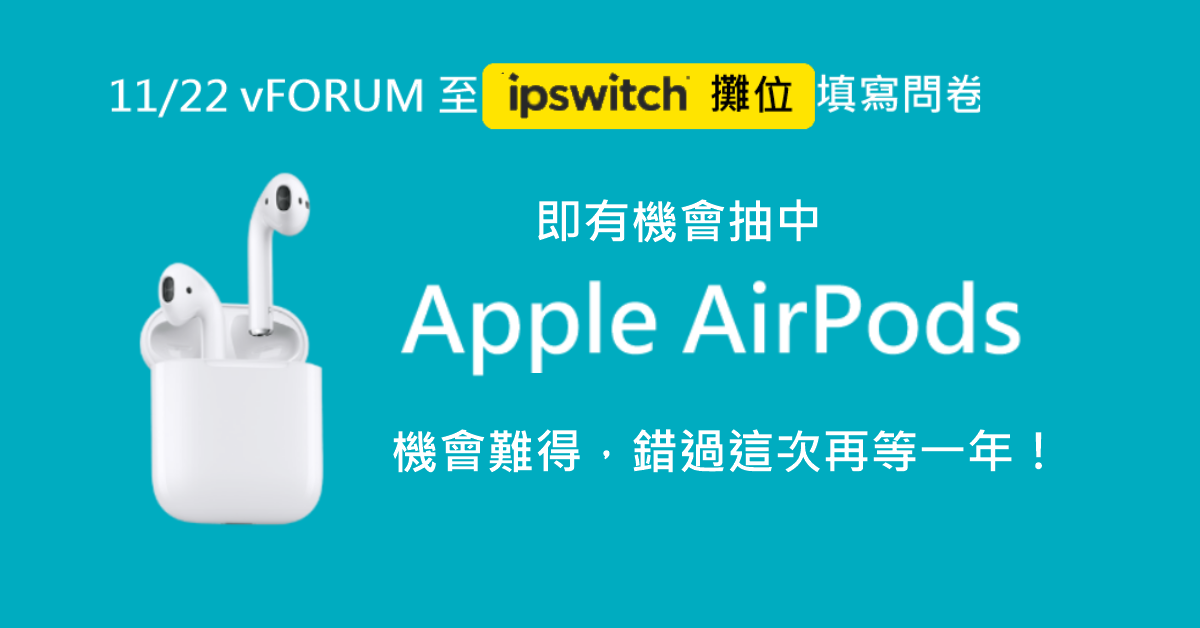 11/22 vFORUM 至 ipswitch 攤位 填寫問卷
即有機會抽中
Apple AirPods
機會難得，錯過這次再等一年！